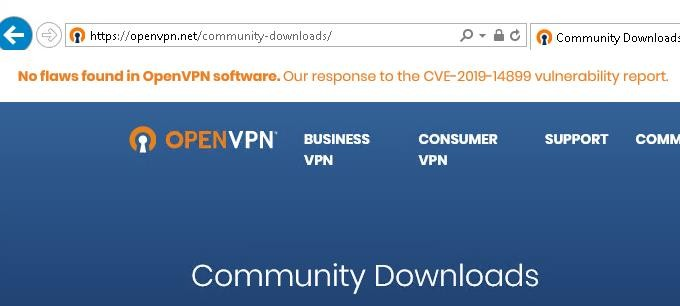 https://openvpn.net/community-downloads/
Community Downloads
No flaws found in OpenVPN software. Our response to the CVE-2019-14899 vulnerability report.
OPENVPN
BUSINESS
VPN
CONSUMER
VPN
SUPPORT
COMM
Community Downloads